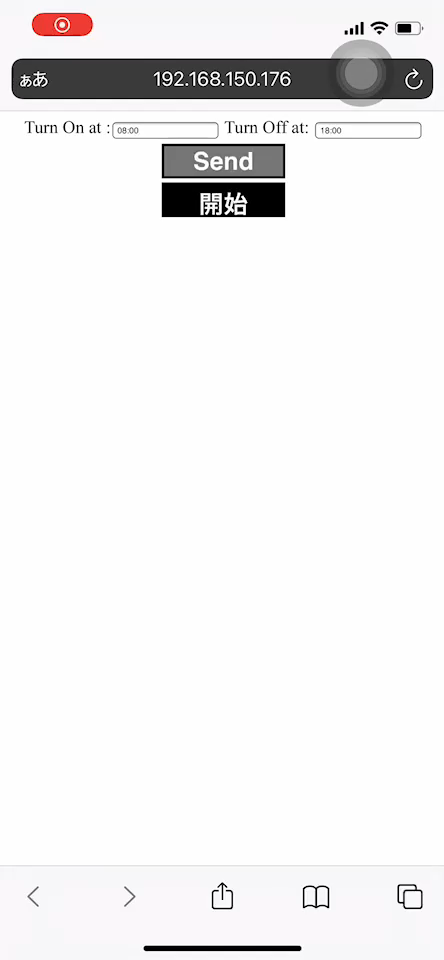 ぁあ 192.168.150.176
Turn On at : 08:00 Turn Off at: 18:00
Send
開始